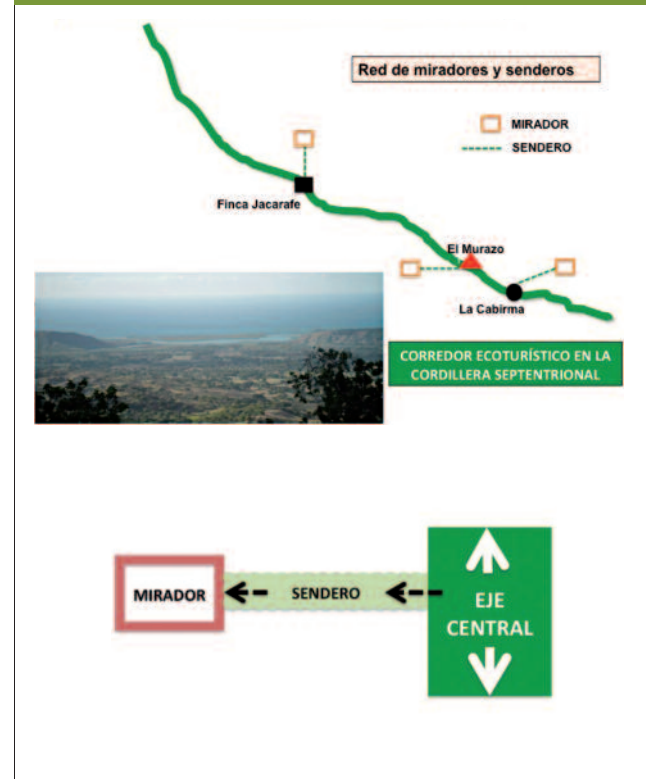 Red de miradores y senderos
MIRADOR
SENDERO
Finca Jacarafe
El Murazo
La Cabirma
CORREDOR ECOTURÍSTICO EN LA
CORDILLERA SEPTENTRIONAL
MIRADOR
SENDERO
EJE
CENTRAL